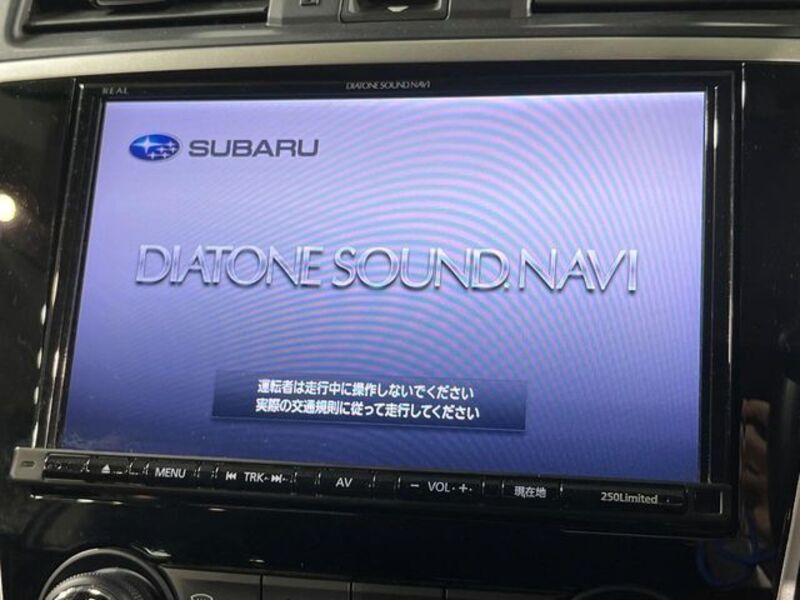 REAL
DIATONE SOUND.NAVI
SUBARU
DIATONE SOUND.NAVI
運転者は走行中に操作しないでください
実際の交通規則に従って走行してください
MENU TRK AV − VOL + 現在地 250Limited